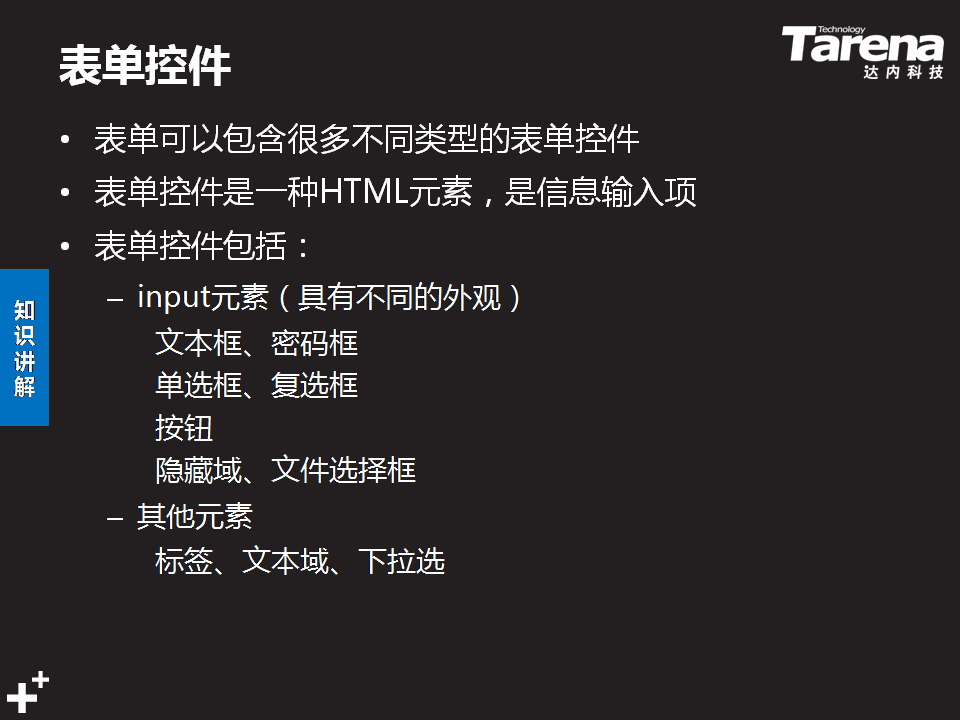 表单控件
Technology
Tarena
达内科技
• 表单可以包含很多不同类型的表单控件
• 表单控件是一种HTML元素，是信息输入项
• 表单控件包括：
– input元素（具有不同的外观）
文本框、密码框
单选框、复选框
按钮
隐藏域、文件选择框
– 其他元素
标签、文本域、下拉选
知识讲解